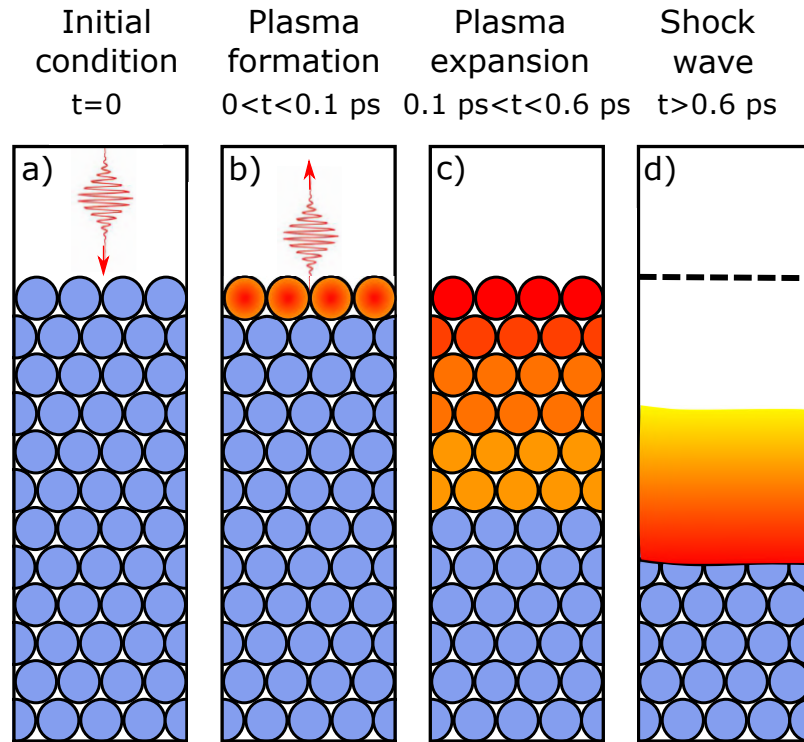 Initial
condition
t=0
Plasma
formation
0<t<0.1 ps
Plasma
expansion
0.1 ps<t<0.6 ps
Shock
wave
t>0.6 ps
a)
b)
c)
d)